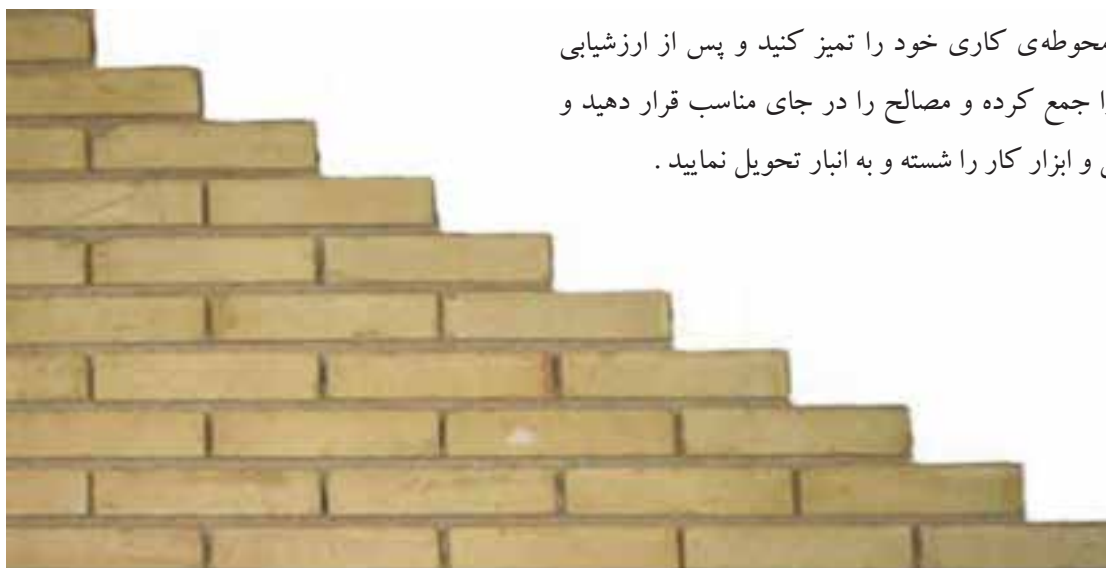 محوطه‌ی کاری خود را تمیز کنید و پس از ارزشیابی
جمع کرده و مصالح را در جای مناسب قرار دهید و
و ابزار کار را شسته و به انبار تحویل نمایید .